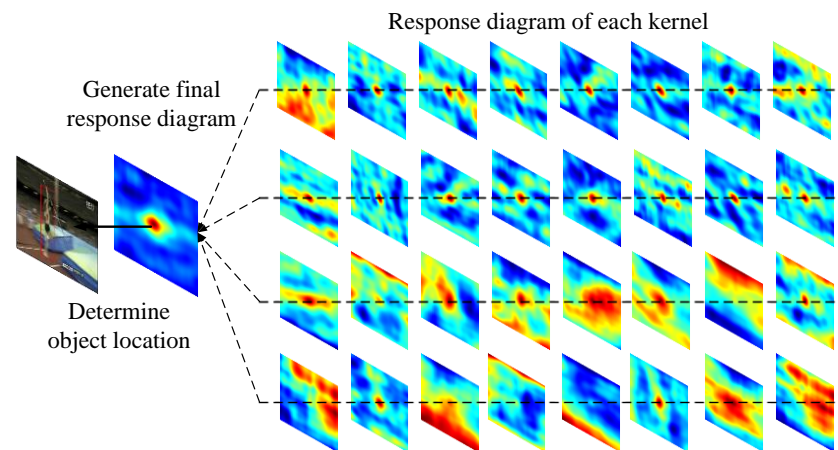 Response diagram of each kernel
Generate final
response diagram
Determine
object location